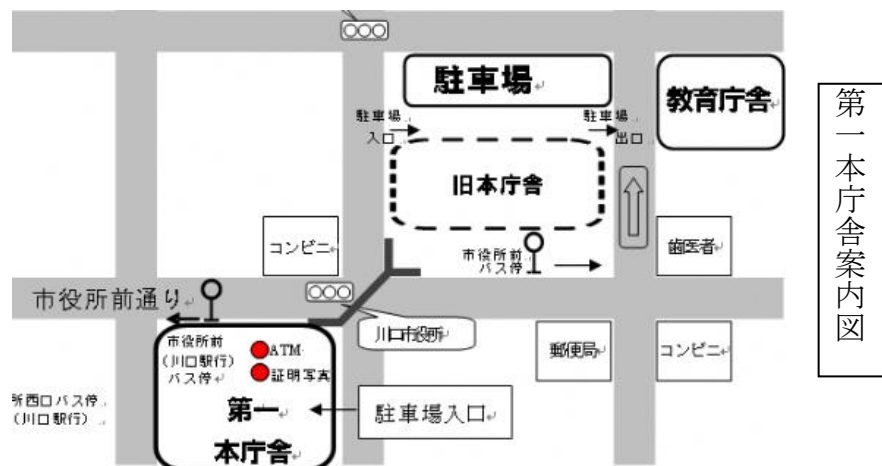 駐車場
教育庁舎
駐車場
入口
駐車場
出口
旧本庁舎
コンビニ
市役所前
バス停
歯医者
市役所前通り
川口市役所
市役所前
(川口駅行)
バス停
ATM
証明写真
郵便局
コンビニ
所西口バス停
(川口駅行)
第一
本庁舎
駐車場入口
第一本庁舎案内図